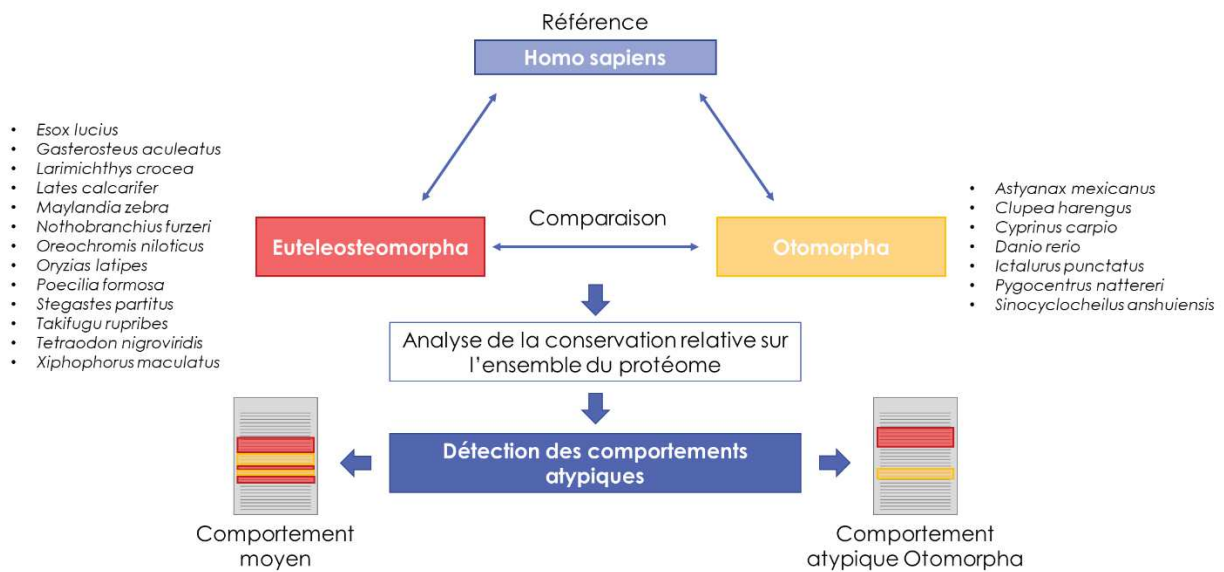 Référence
Homo sapiens
• Esox lucius
• Gasterosteus aculeatus
• Larimichthys crocea
• Lates calcarifer
• Maylandia zebra
• Nothobranchius furzeri
• Oreochromis niloticus
• Oryzias latipes
• Poecilia formosa
• Stegastes partitus
• Takifugu rupribes
• Tetraodon nigroviridis
• Xiphophorus maculatus
Euteleosteomorpha
Comparaison
Otomorpha
• Astyanax mexicanus
• Clupea harengus
• Cyprinus carpio
• Danio rerio
• Ictalurus punctatus
• Pygocentrus nattereri
• Sinocyclocheilus anshuiensis
Analyse de la conservation relative sur
l'ensemble du protéome
Détection des comportements
atypiques
Comportement
moyen
Comportement
atypique Otomorpha